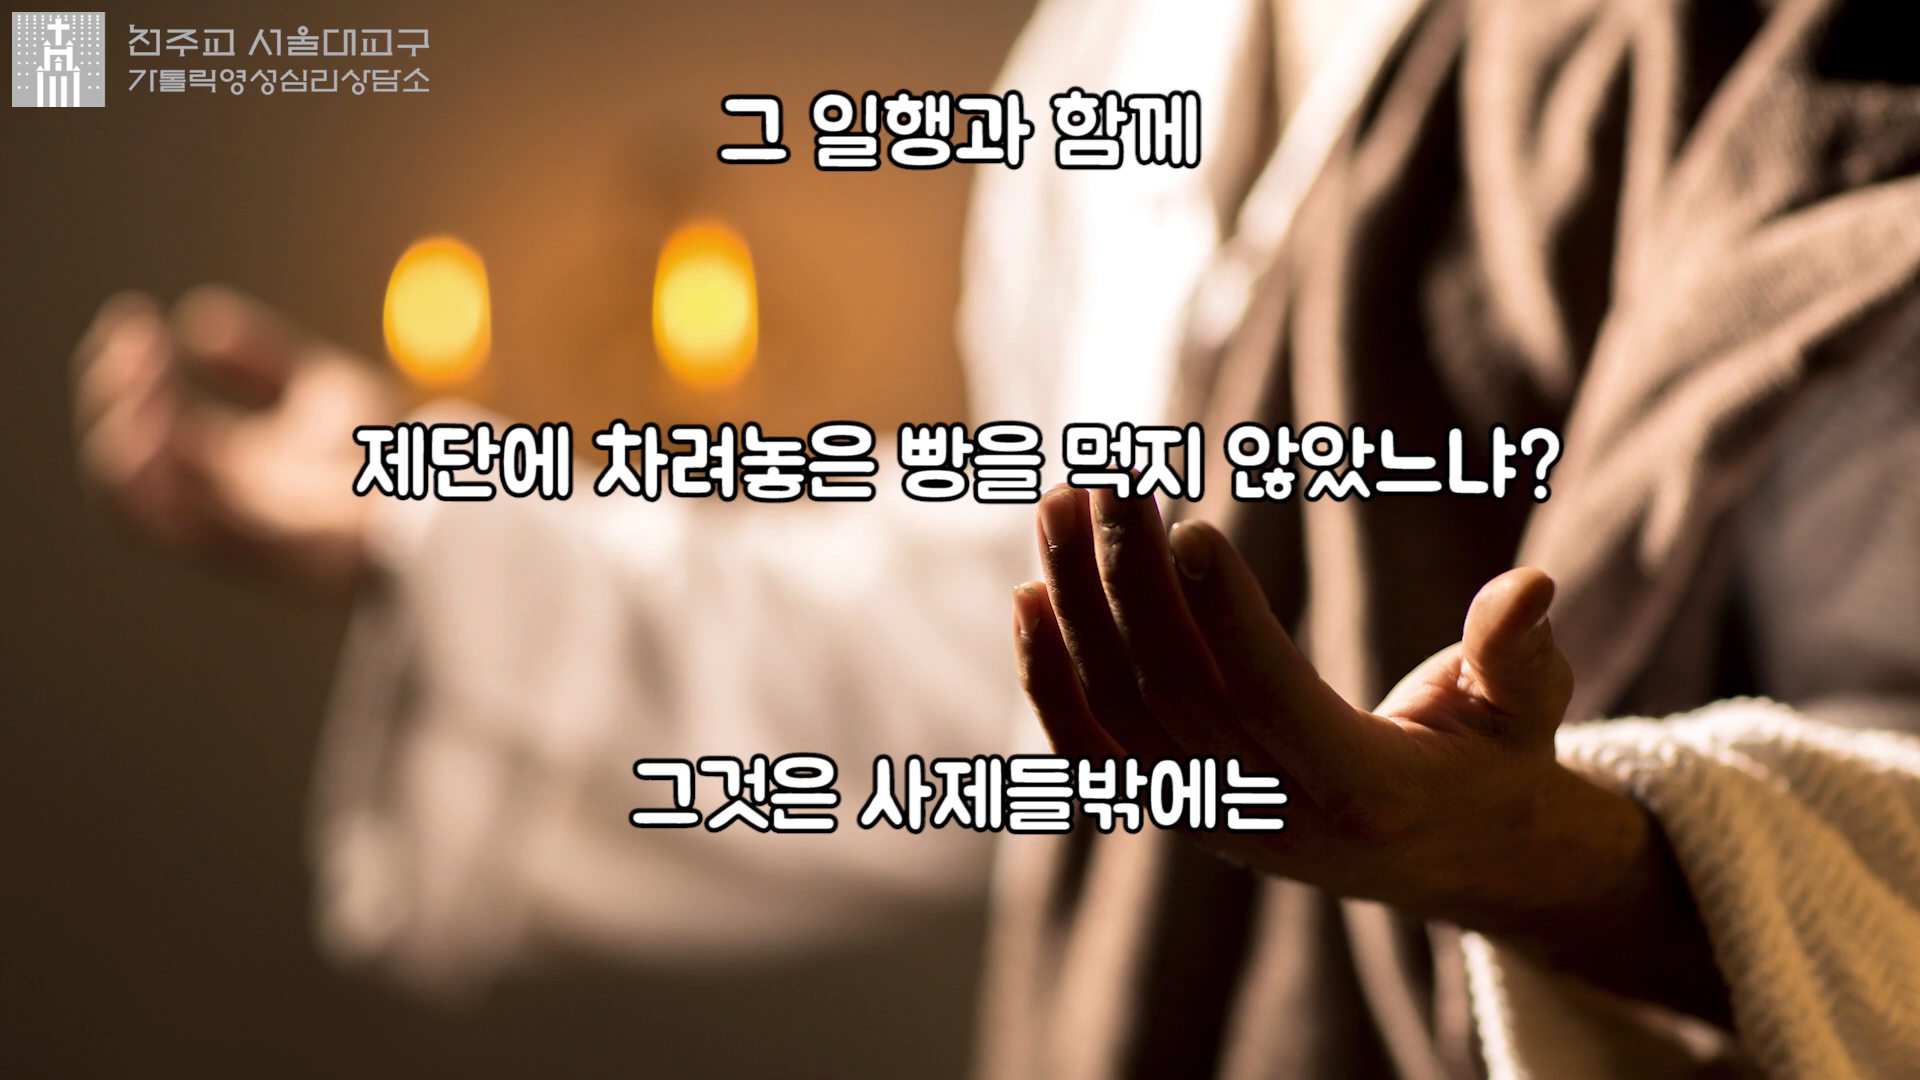 천주교 서울대교구
가톨릭영성심리상담소
그 일행과 함께
제단에 차려놓은 빵을 먹지 않았느냐?
그것은 사제들밖에는